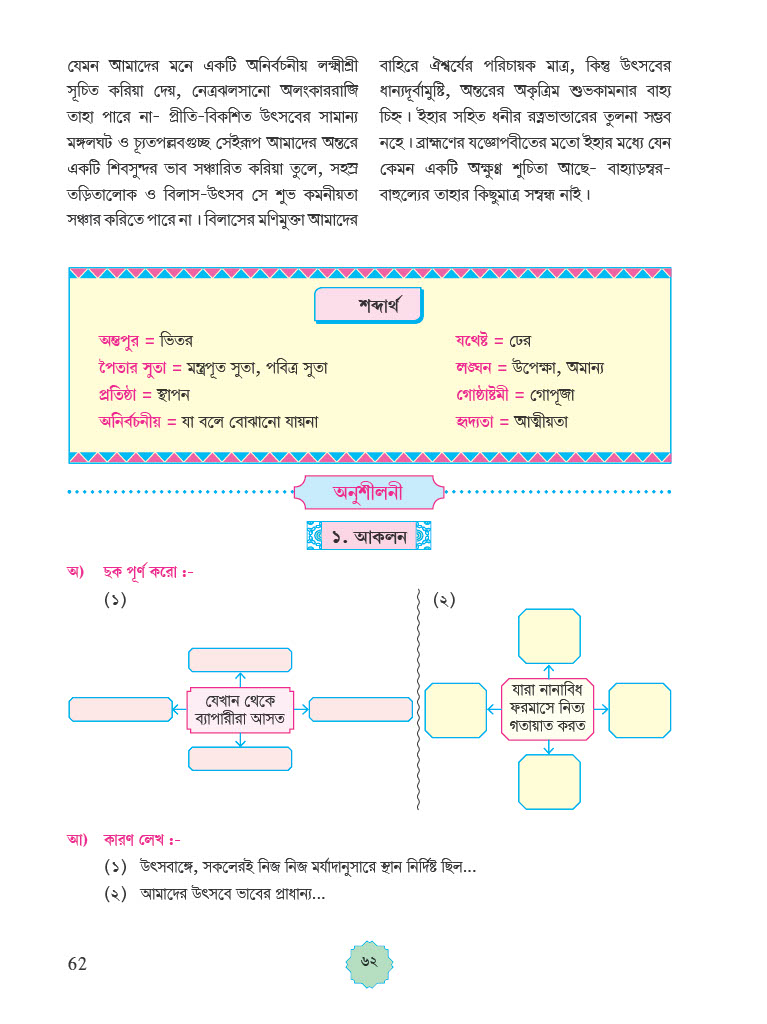 যেমন আমাদের মনে একটি অনির্বচনীয় লক্ষ্মীশ্রী
সূচিত করিয়া দেয়, নেত্রঝলসানো অলংকাররাজি
তাহা পারে না- প্রীতি-বিকশিত উৎসবের সামান্য
মঙ্গলঘট ও চ্যূতপল্লবগুচ্ছ সেইরূপ আমাদের অন্তরে
একটি শিবসুন্দর ভাব সঞ্চারিত করিয়া তুলে, সহস্র
তড়িতালোক ও বিলাস-উৎসব সে শুভ কমনীয়তা
সঞ্চার করিতে পারে না । বিলাসের মণিমুক্তা আমাদের
বাহিরে ঐশ্বর্যের পরিচায়ক মাত্র, কিন্তু উৎসবের
ধান্যদূর্বামুষ্টি, অন্তরের অকৃত্রিম শুভকামনার বাহ্য
চিহ্ন । ইহার সহিত ধনীর রত্নভান্ডারের তুলনা সম্ভব
নহে । ব্রাহ্মণের যজ্ঞোপবীতের মতো ইহার মধ্যে যেন
কেমন একটি অক্ষুণ্ণ শুচিতা আছে- বাহ্যাড়ম্বর-
বাহুল্যের তাহার কিছুমাত্র সম্বন্ধ নাই ।
শব্দার্থ
অন্তপুর = ভিতর
পৈতার সুতা = মন্ত্রপূত সুতা, পবিত্র সুতা
প্রতিষ্ঠা = স্থাপন
অনির্বচনীয় = যা বলে বোঝানো যায়না
যথেষ্ট = ঢের
লঙ্ঘন = উপেক্ষা, অমান্য
গোষ্ঠাষ্টমী = গোপূজা
হৃদ্যতা = আত্মীয়তা
অনুশীলনী
১. আকলন
অ) ছক পূর্ণ করো :-
(১)
যেখান থেকে
ব্যাপারীরা আসত
(২)
যারা নানাবিধ
ফরমাসে নিত্য
গতায়াত করত
আ) কারণ লেখ :-
(১) উৎসবাঙ্গে, সকলেরই নিজ নিজ মর্যাদানুসারে স্থান নির্দিষ্ট ছিল...
(২) আমাদের উৎসবে ভাবের প্রাধান্য...
62
৬২